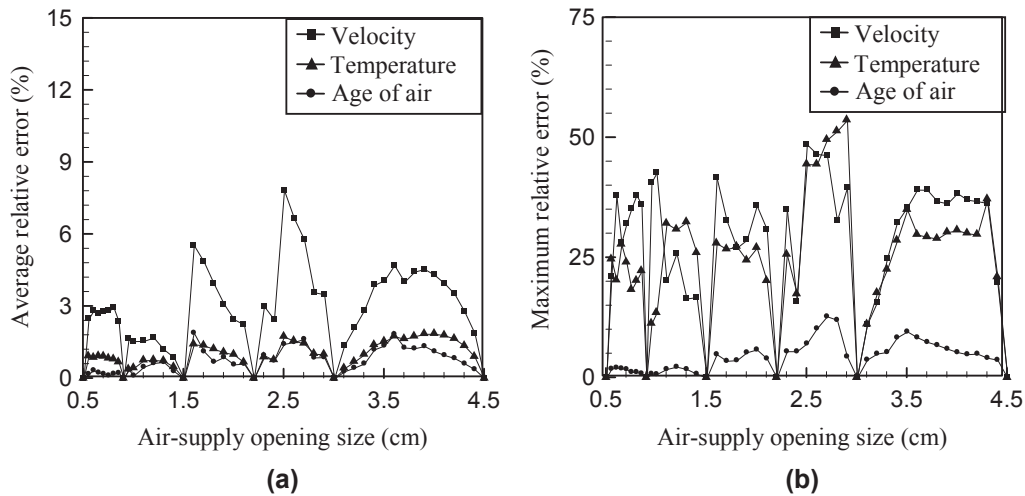 15
12
9
6
3
0
Average relative error (%)
Velocity
Temperature
Age of air
0.5 1.5 2.5 3.5 4.5
Air-supply opening size (cm)
(a)
75
50
25
0
Maximum relative error (%)
Velocity
Temperature
Age of air
0.5 1.5 2.5 3.5 4.5
Air-supply opening size (cm)
(b)